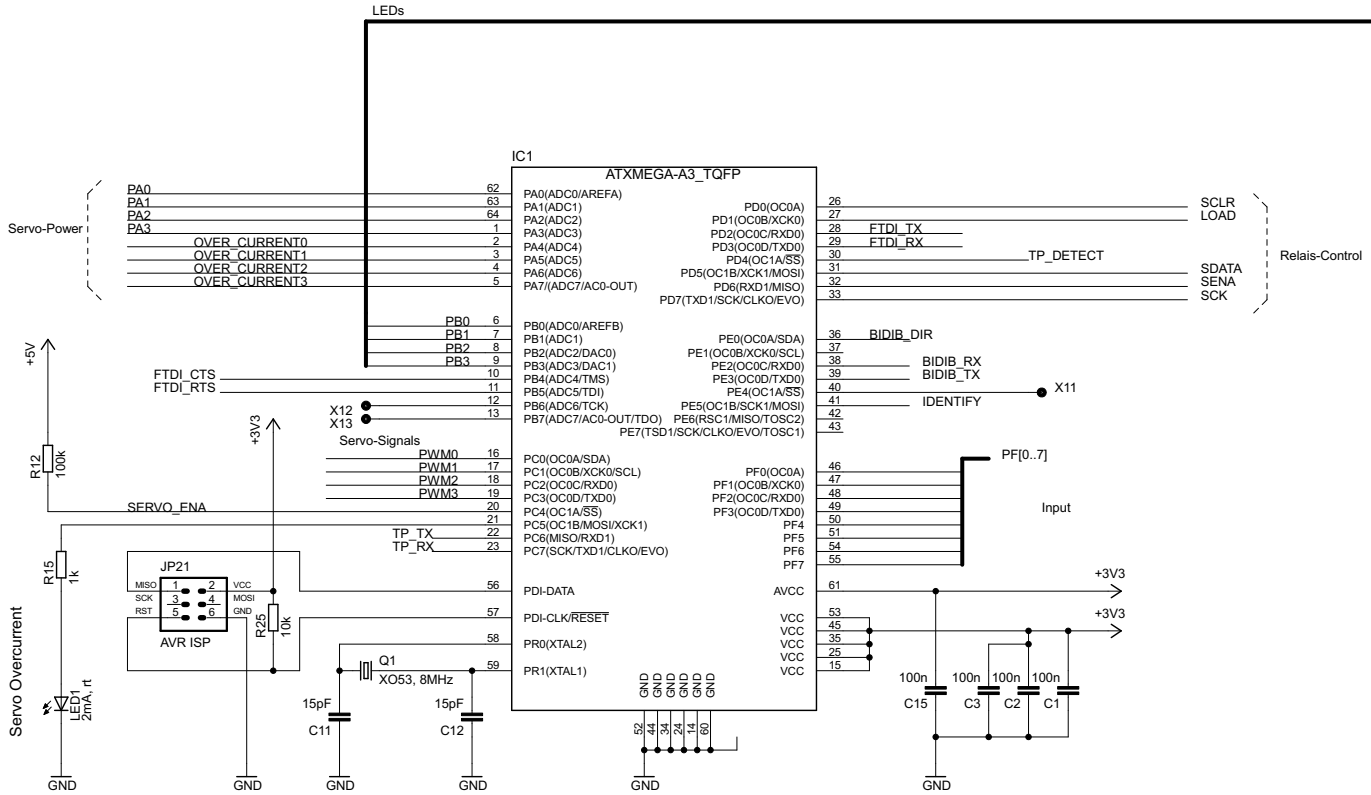 LEDs
IC1
ATXMEGA-A3_TQFP
Servo-Power
PA0 62 PA0(ADC0/AREFA)
PA1 63 PA1(ADC1)
PA2 64 PA2(ADC2)
PA3 1 PA3(ADC3)
OVER_CURRENT0 2 PA4(ADC4)
OVER_CURRENT1 3 PA5(ADC5)
OVER_CURRENT2 4 PA6(ADC6)
OVER_CURRENT3 5 PA7/(ADC7/AC0-OUT)
PB0 6 PB0(ADC0/AREFB)
PB1 7 PB1(ADC1)
PB2 8 PB2(ADC2/DAC0)
PB3 9 PB3(ADC3/DAC1)
FTDI_CTS 10 PB4(ADC4/TMS)
FTDI_RTS 11 PB5(ADC5/TDI)
X12 12 PB6(ADC6/TCK)
X13 13 PB7(ADC7/AC0-OUT/TDO)
Servo-Signals
PWM0 16 PC0(OC0A/SDA)
PWM1 17 PC1(OC0B/XCK0/SCL)
PWM2 18 PC2(OC0C/RXD0)
PWM3 19 PC3(OC0D/TXD0)
SERVO_ENA 20 PC4(OC1A/SS)
21 PC5(OC1B/MOSI/XCK1)
TP_TX 22 PC6(MISO/RXD1)
TP_RX 23 PC7(SCK/TXD1/CLKO/EVO)
56 PDI-DATA
57 PDI-CLK/RESET
58 PR0(XTAL2)
59 PR1(XTAL1)
PD0(OC0A) 26 SCLR
PD1(OC0B/XCK0) 27 LOAD
PD2(OC0C/RXD0) 28 FTDI_TX
PD3(OC0D/TXD0) 29 FTDI_RX
PD4(OC1A/SS) 30 TP_DETECT
PD5(OC1B/XCK1/MOSI) 31 SDATA
PD6(RXD1/MISO) 32 SENA
PD7(TXD1/SCK/CLKO/EVO) 33 SCK
Relais-Control
PE0(OC0A/SDA) 36 BIDIB_DIR
PE1(OC0B/XCK0/SCL) 37
PE2(OC0C/RXD0) 38 BIDIB_RX
PE3(OC0D/TXD0) 39 BIDIB_TX
PE4(OC1A/SS) 40 X11
PE5(OC1B/SCK1/MOSI) 41 IDENTIFY
PE6(RSC1/MISO/TOSC2) 42
PE7(TSD1/SCK/CLKO/EVO/TOSC1) 43
PF0(OC0A) 46
PF1(OC0B/XCK0) 47
PF2(OC0C/RXD0) 48
PF3(OC0D/TXD0) 49
PF4 50
PF5 51
PF6 54
PF7 55
PF[0..7]
Input
AVCC 61 +3V3
VCC 53 +3V3
VCC 45
VCC 35
VCC 25
VCC 15
GND GND GND GND GND GND
52 44 34 24 14 60
+5V
R12
100k
+3V3
R15
1k
JP21
MISO 1 2 VCC
SCK 3 4 MOSI
RST 5 6 GND
AVR ISP
R25
10k
Q1
XO53, 8MHz
15pF
C11
15pF
C12
Servo Overcurrent
LED1
2mA, rt
100n
C15
100n
C3
100n
C2
100n
C1
GND
GND
GND
GND
GND
GND